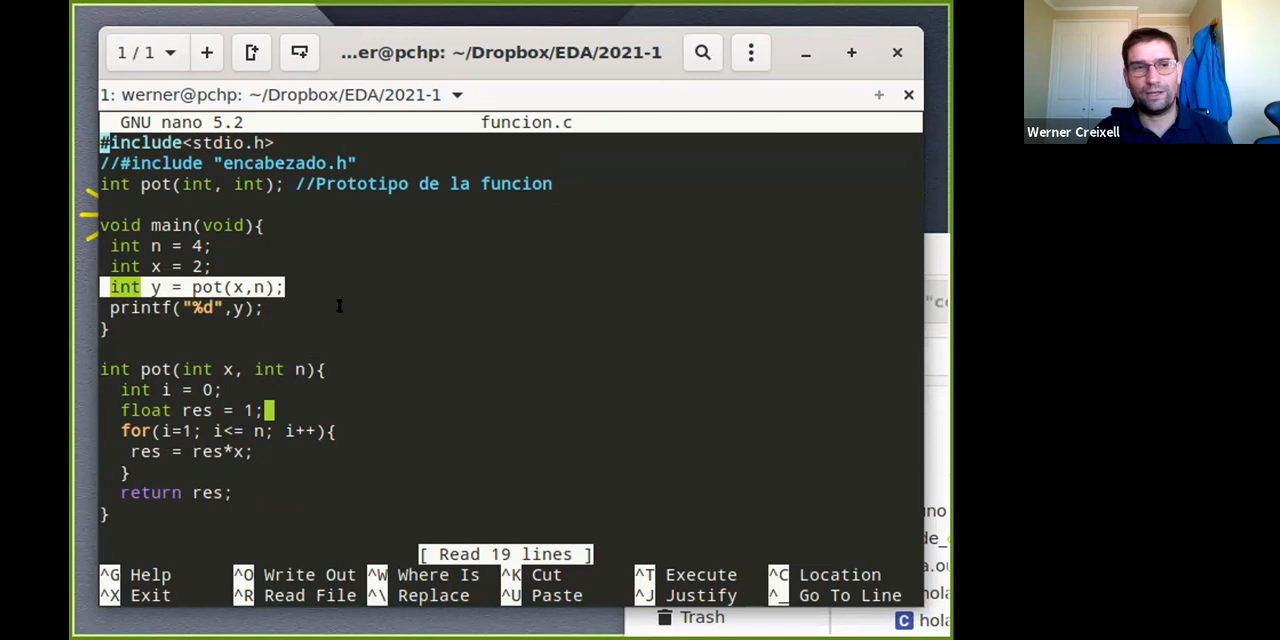 1 / 1
...er@pchp: ~/Dropbox/EDA/2021-1
1: werner@pchp: ~/Dropbox/EDA/2021-1
GNU nano 5.2 funcion.c
#include<stdio.h>
//#include "encabezado.h"
int pot(int, int); //Prototipo de la funcion
void main(void){
int n = 4;
int x = 2;
int y = pot(x,n);
printf("%d",y);
}
int pot(int x, int n){
int i = 0;
float res = 1;
for(i=1; i<= n; i++){
res = res*x;
}
return res;
}
[ Read 19 lines ]
^G Help ^O Write Out ^W Where Is ^K Cut ^T Execute ^C Location
^X Exit ^R Read File ^\ Replace ^U Paste ^J Justify ^_ Go To Line
Trash
Werner Creixell